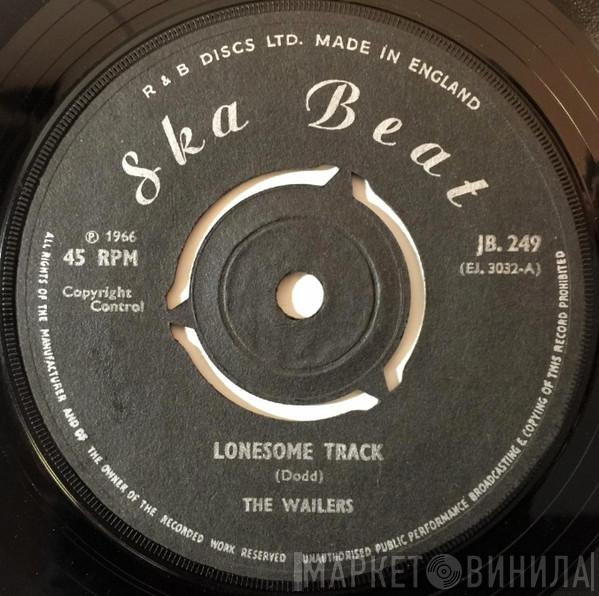 R & B DISCS LTD. MADE IN ENGLAND
Ska Beat
℗ 1966
45 RPM
Copyright
Control
JB. 249
(EJ. 3032-A)
LONESOME TRACK
(Dodd)
THE WAILERS
ALL RIGHTS OF THE MANUFACTURER AND OF THE OWNER OF THE RECORDED WORK RESERVED UNAUTHORISED PUBLIC PERFORMANCE BROADCASTING & COPYING OF THIS RECORD PROHIBITED
МАРКЕТ ВИНИЛА